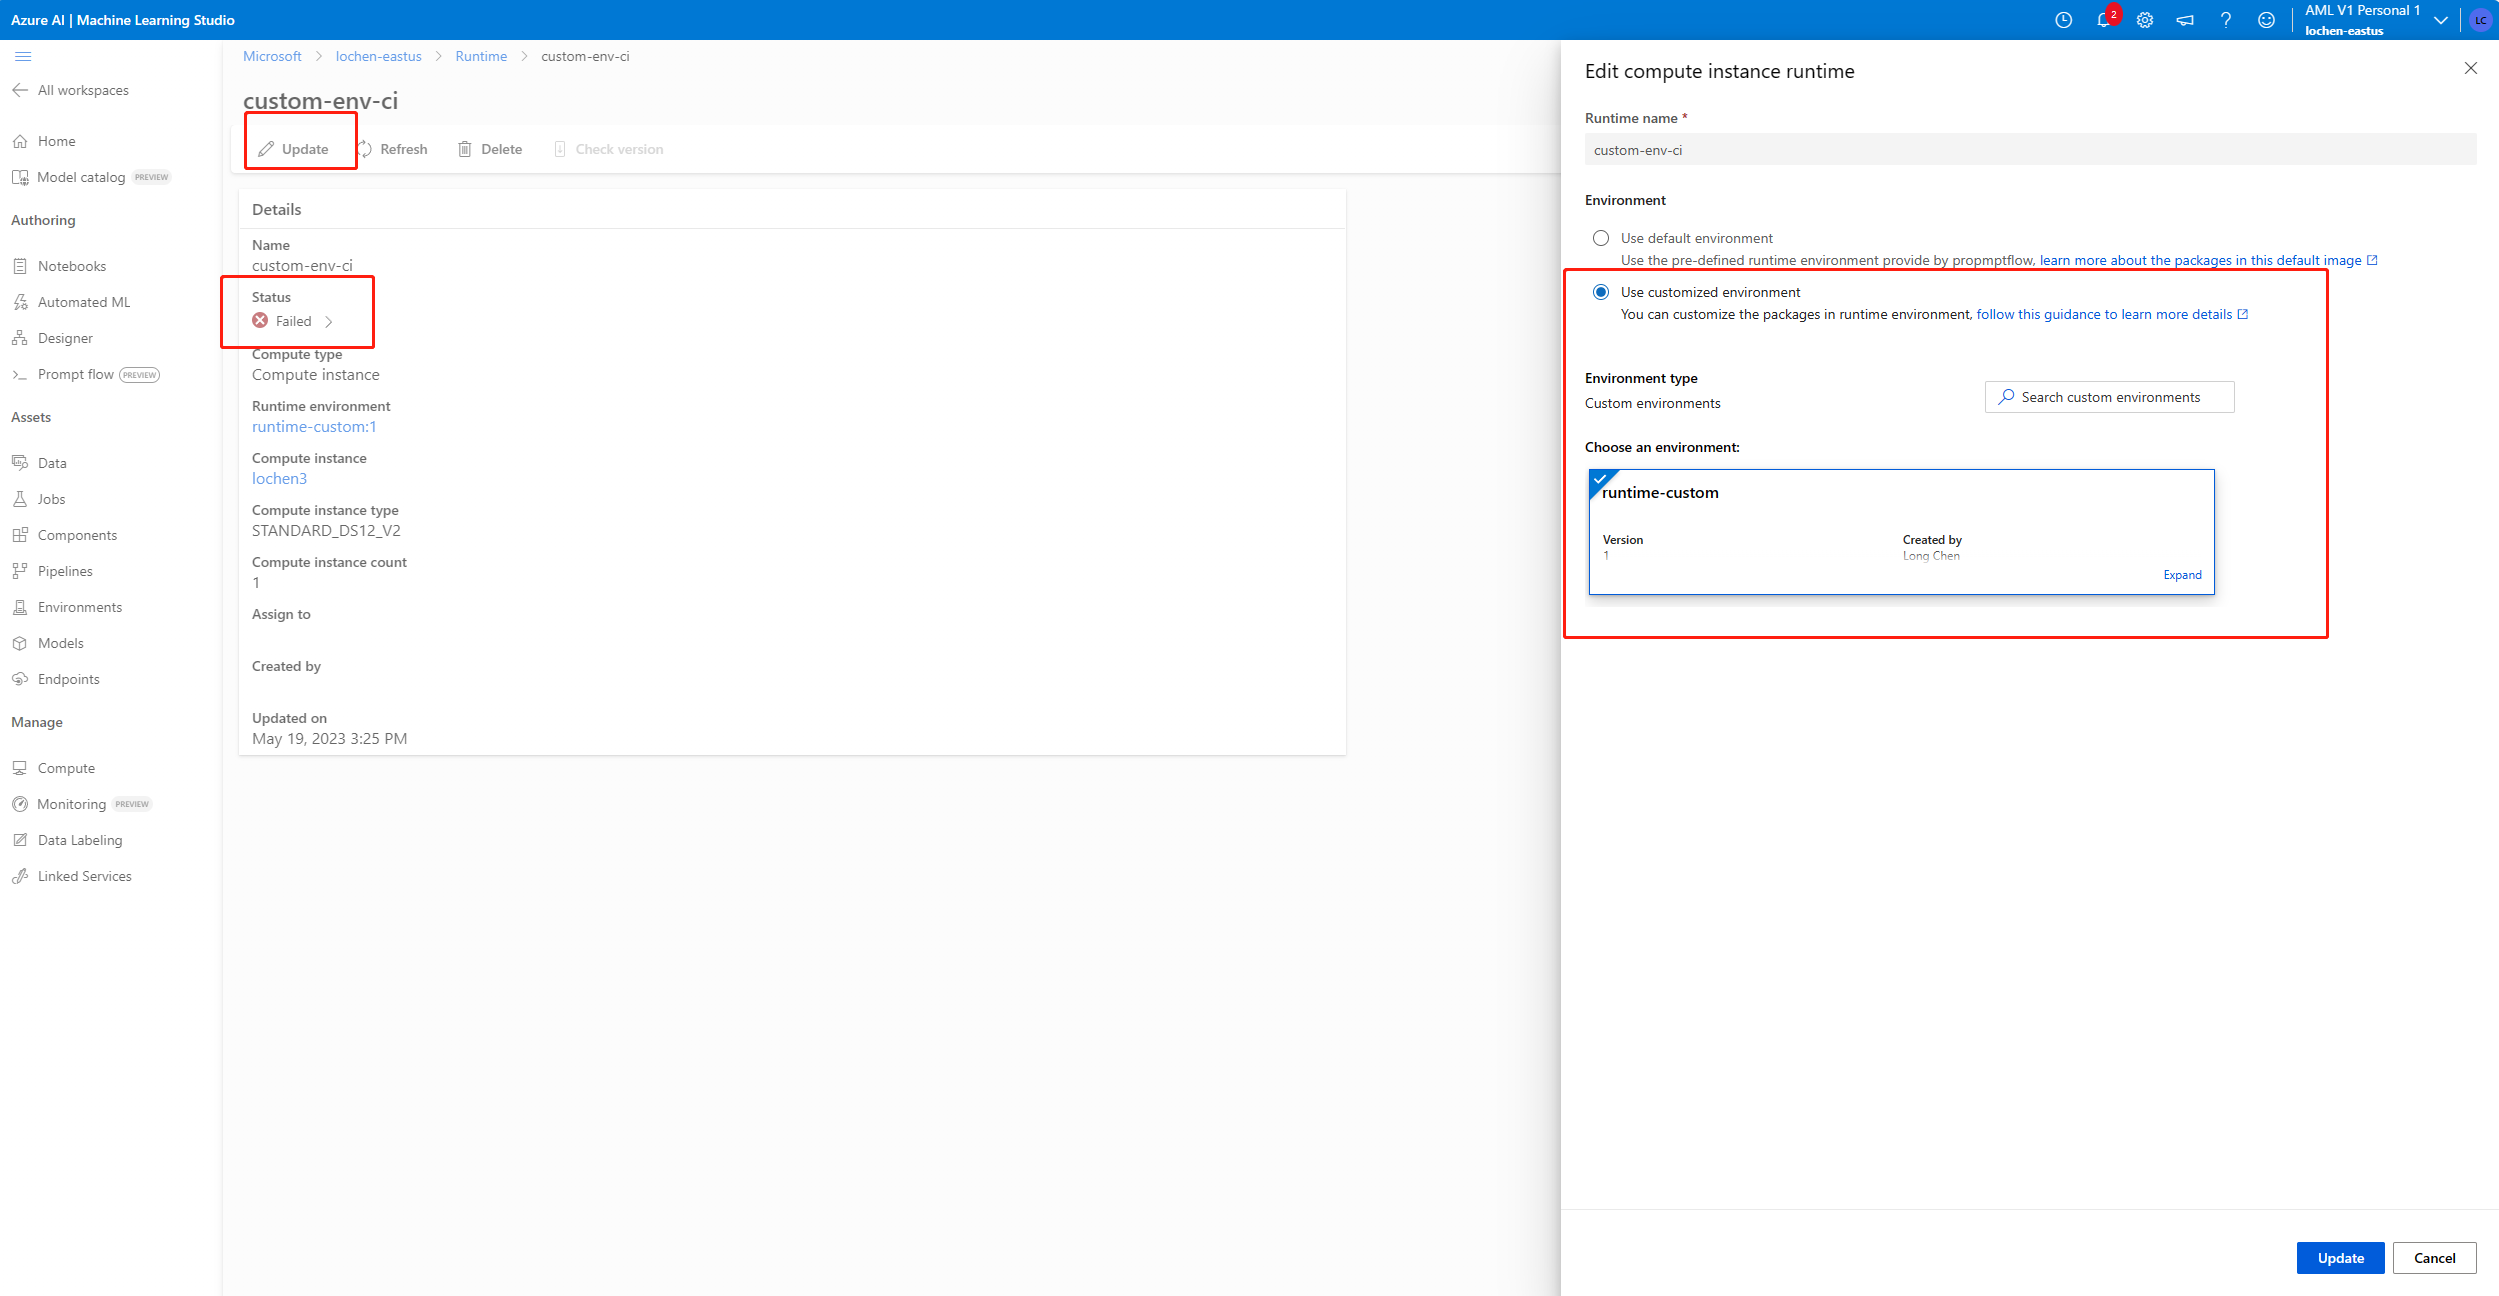 Azure AI | Machine Learning Studio
2
AML V1 Personal 1
lochen-eastus
LC
All workspaces
Home
Model catalog PREVIEW
Authoring
Notebooks
Automated ML
Designer
Prompt flow PREVIEW
Assets
Data
Jobs
Components
Pipelines
Environments
Models
Endpoints
Manage
Compute
Monitoring PREVIEW
Data Labeling
Linked Services
Microsoft > lochen-eastus > Runtime > custom-env-ci
custom-env-ci
Update Refresh Delete Check version
Details
Name
custom-env-ci
Status
Failed
Compute type
Compute instance
Runtime environment
runtime-custom:1
Compute instance
lochen3
Compute instance type
STANDARD_DS12_V2
Compute instance count
1
Assign to
Created by
Updated on
May 19, 2023 3:25 PM
Edit compute instance runtime
Runtime name *
custom-env-ci
Environment
Use default environment
Use the pre-defined runtime environment provide by propmptflow, learn more about the packages in this default image
Use customized environment
You can customize the packages in runtime environment, follow this guidance to learn more details
Environment type
Custom environments
Search custom environments
Choose an environment:
runtime-custom
Version Created by
1 Long Chen
Expand
Update Cancel